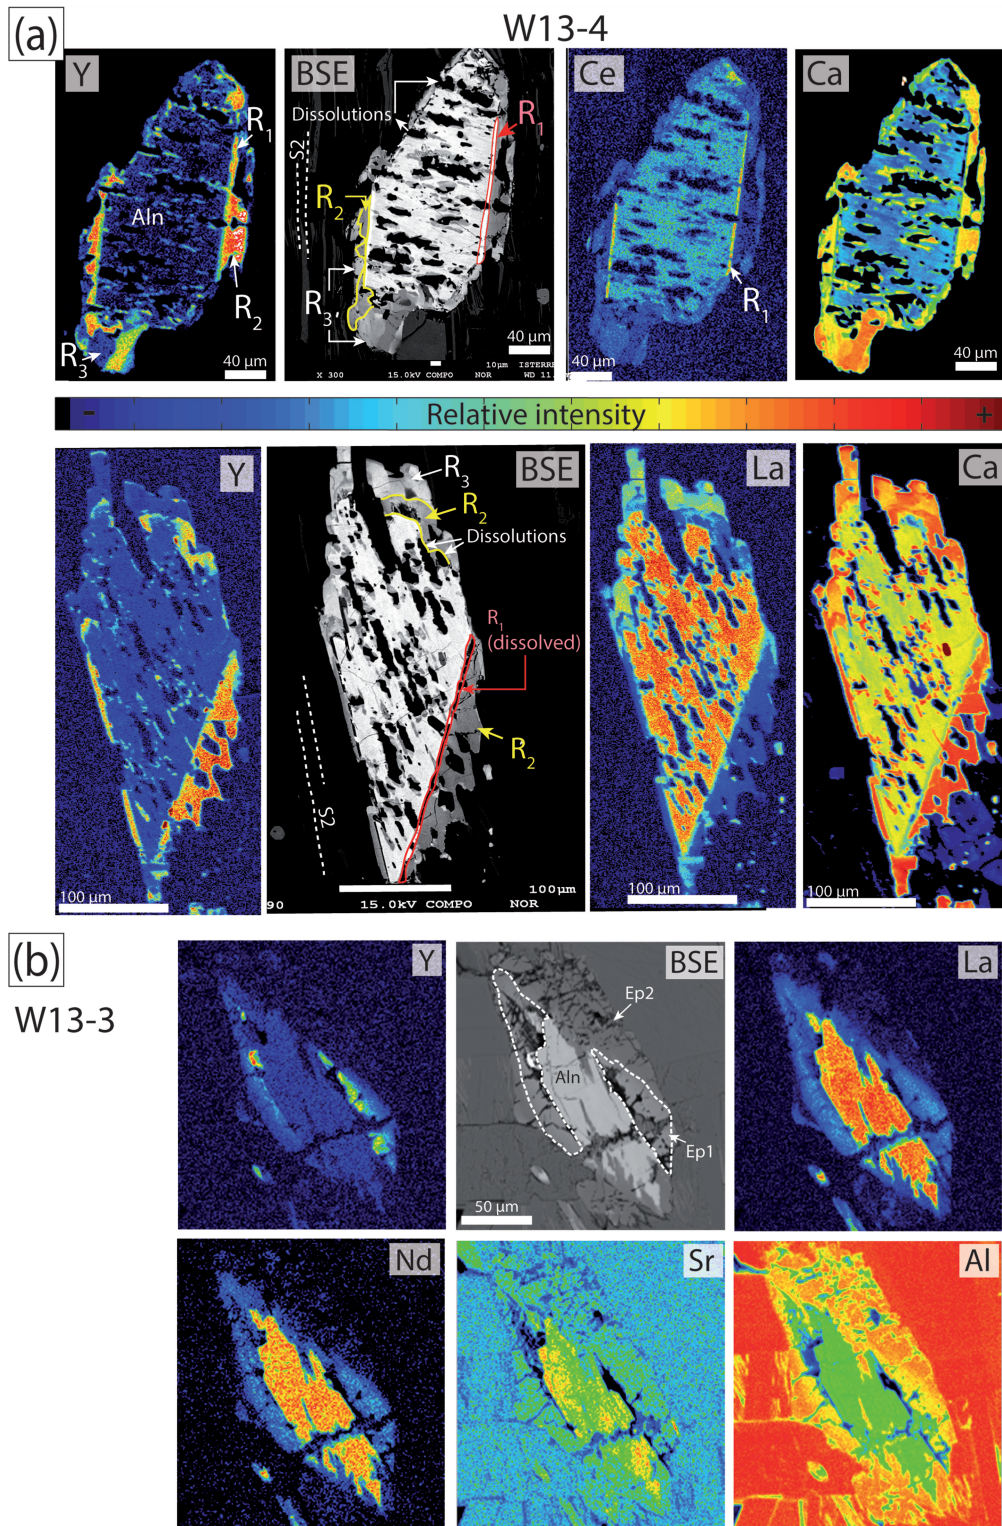 (a)
W13-4
Y
R1
Aln
R2
R3
40 µm
BSE
Dissolutions
R1
S2
R2
R3'
40 µm
X 300 15.0kV COMPO NOR 10µm ISTERRE WD 11.
Ce
R1
40 µm
Ca
40 µm
- Relative intensity +
Y
100 µm
BSE
R3
R2
Dissolutions
R1
(dissolved)
R2
S2
100µm
90 15.0kV COMPO NOR
La
100 µm
Ca
100 µm
(b)
W13-3
Y
BSE
Ep2
Aln
Ep1
50 µm
La
Nd
Sr
Al